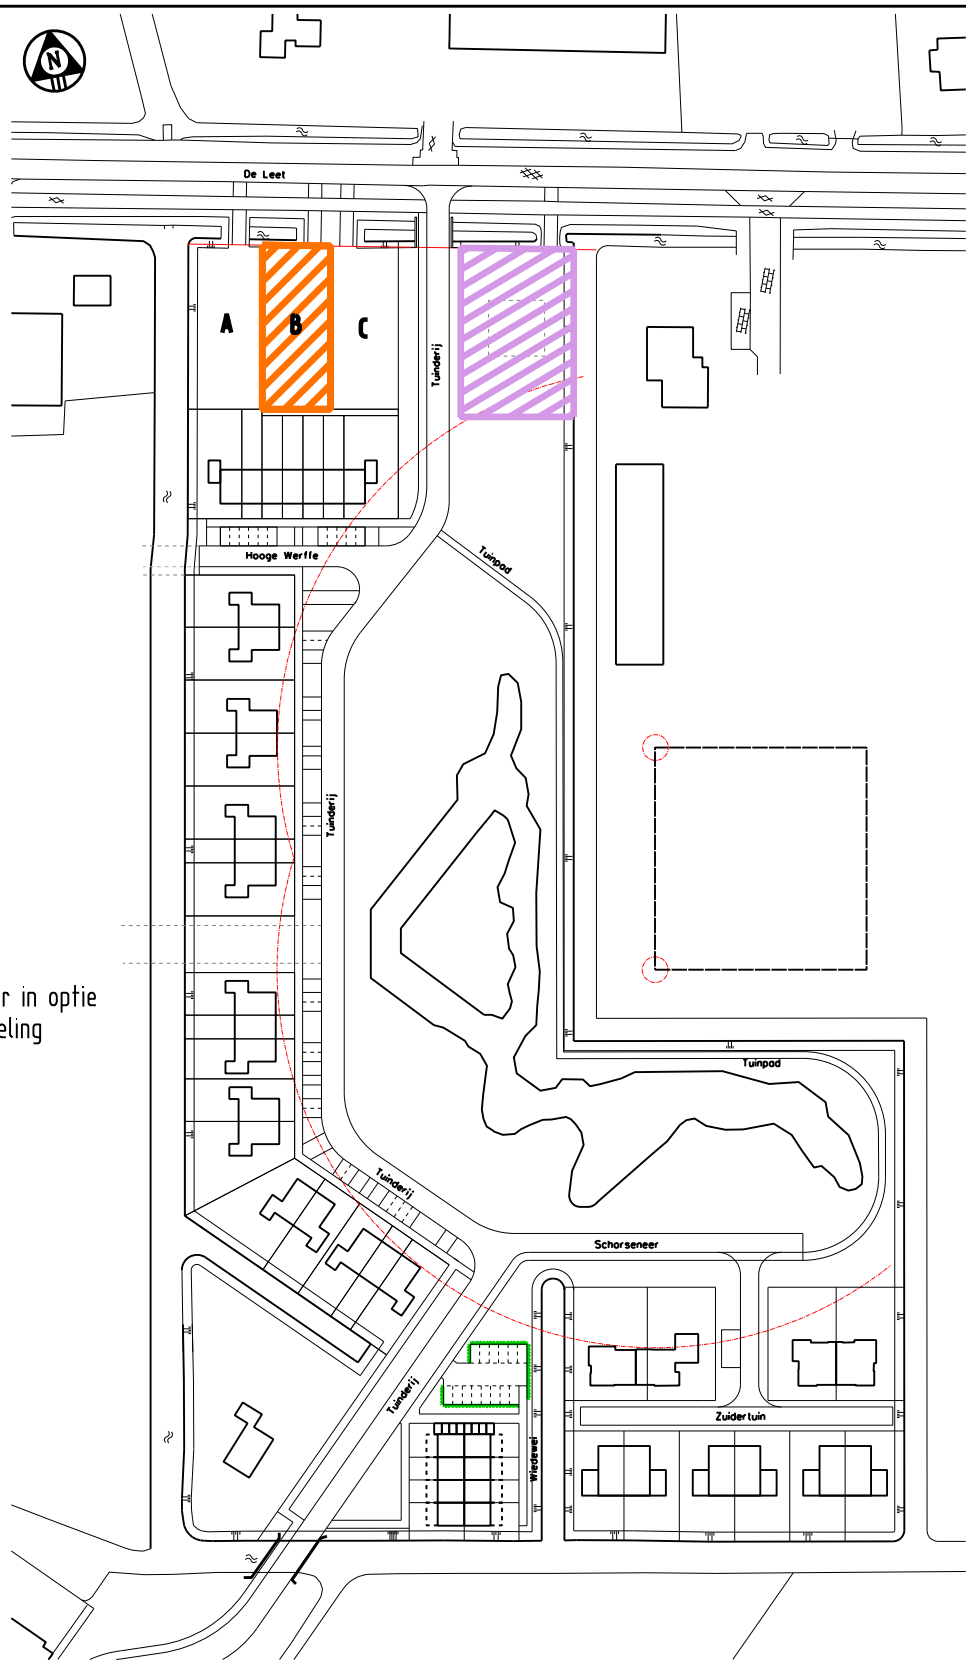 N
De Leet
A
B
C
Tuinderij
Hooge Werffe
Tuinpad
Tuinderij
r in optie
eling
Tuinpad
Tuinderij
Schorseneer
Tuinderij
Zuidertuin
Wiedewei